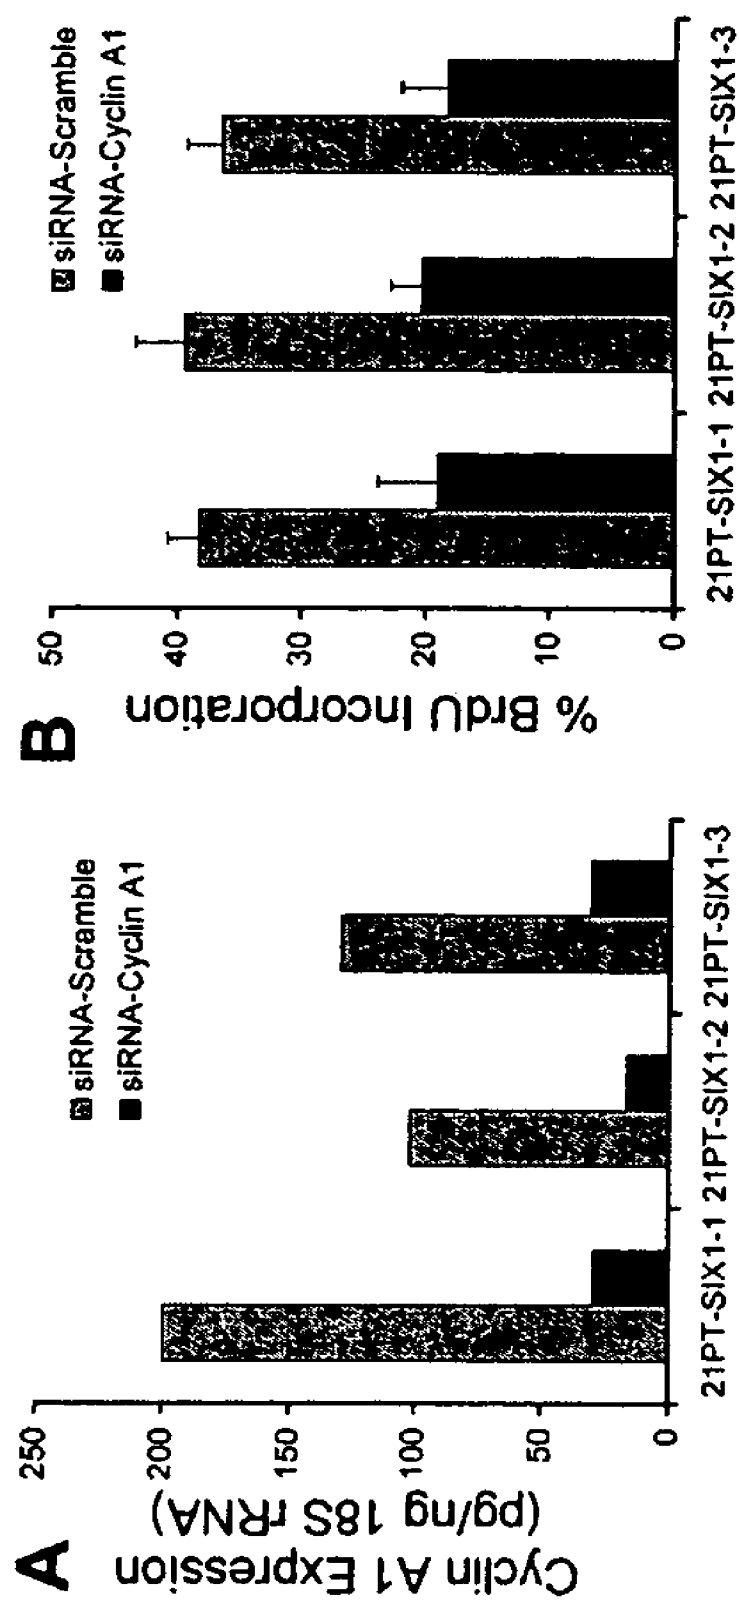 A
Cyclin A1 Expression
(pg/ng 18S rRNA)
250
200
150
100
50
0
siRNA-Scramble
siRNA-Cyclin A1
21PT-SIX1-1 21PT-SIX1-2 21PT-SIX1-3
B
% BrdU Incorporation
50
40
30
20
10
0
siRNA-Scramble
siRNA-Cyclin A1
21PT-SIX1-1 21PT-SIX1-2 21PT-SIX1-3